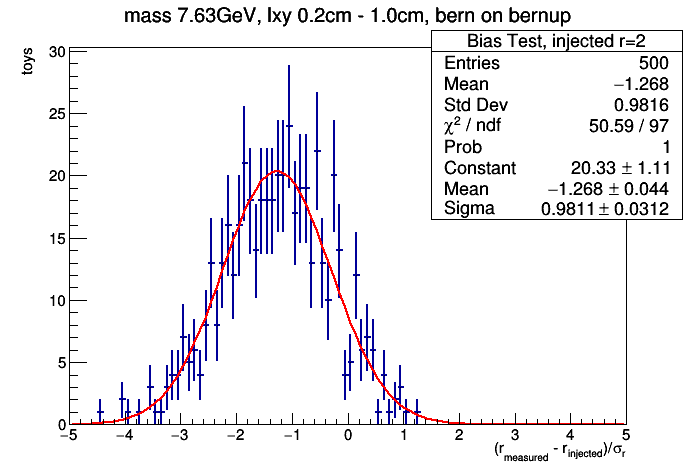 mass 7.63GeV, lxy 0.2cm - 1.0cm, bern on bernup
Bias Test, injected r=2
Entries 500
Mean −1.268
Std Dev 0.9816
χ² / ndf 50.59 / 97
Prob 1
Constant 20.33 ± 1.11
Mean −1.268 ± 0.044
Sigma 0.9811 ± 0.0312
toys
30
25
20
15
10
5
0
−5 −4 −3 −2 −1 0 1 2 3 4 5
(r_measured - r_injected)/σ_r